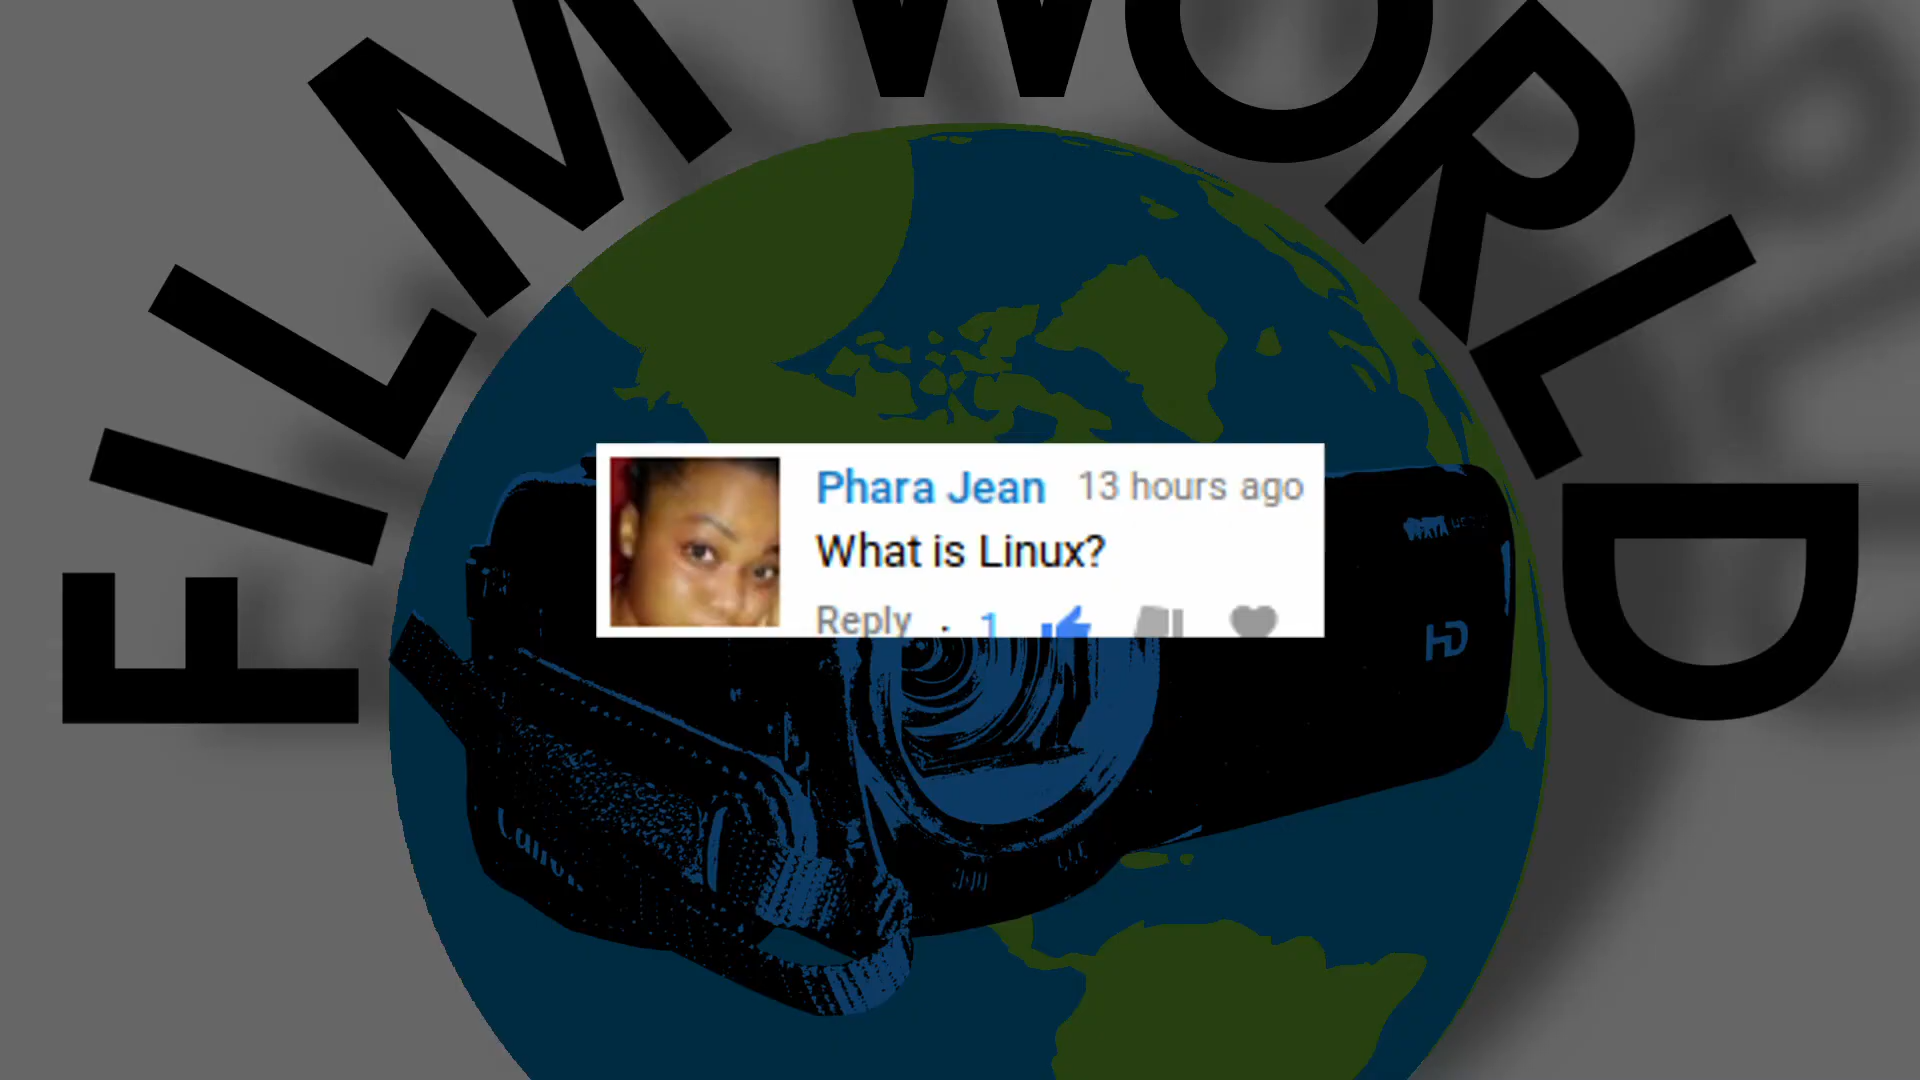 FILM WORLD
Phara Jean 13 hours ago
What is Linux?
Reply · 1
HD